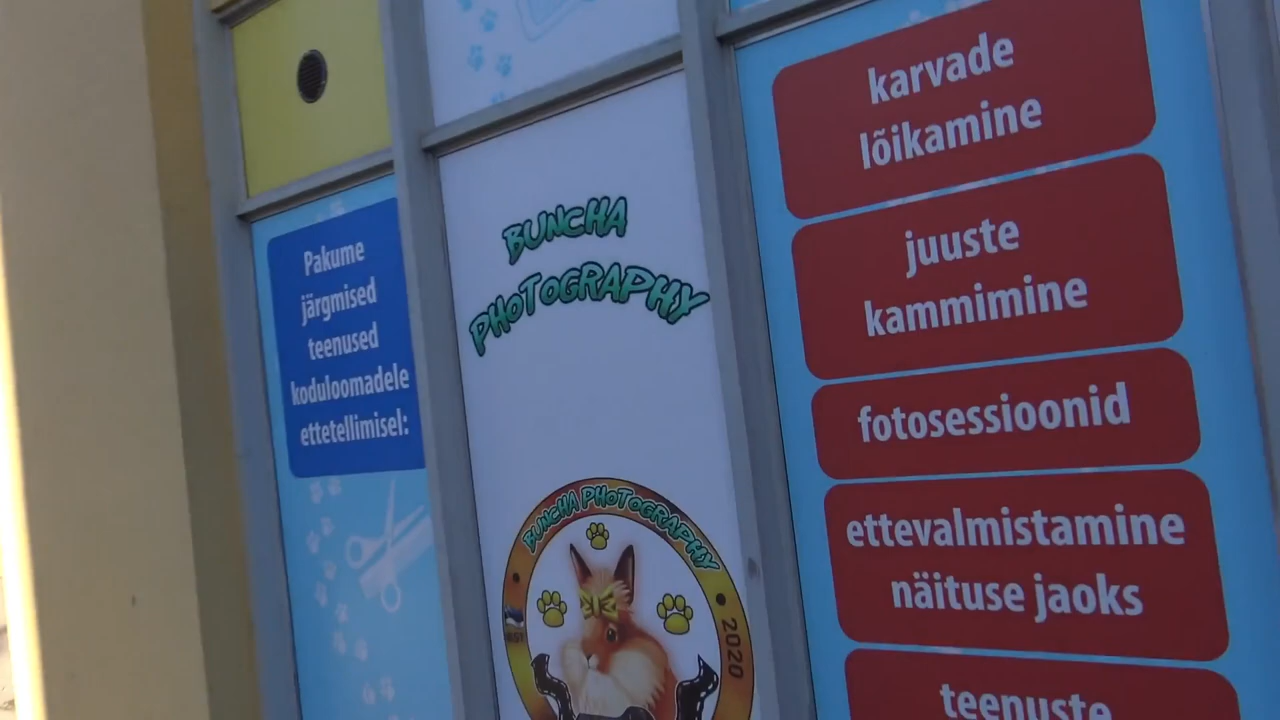 Pakume
järgmised
teenused
koduloomadele
ettetellimisel:
BUNCHA
PHOTOGRAPHY
BUNCHA PHOTOGRAPHY
2020
karvade
lõikamine
juuste
kammimine
fotosessioonid
ettevalmistamine
näituse jaoks
teenuste